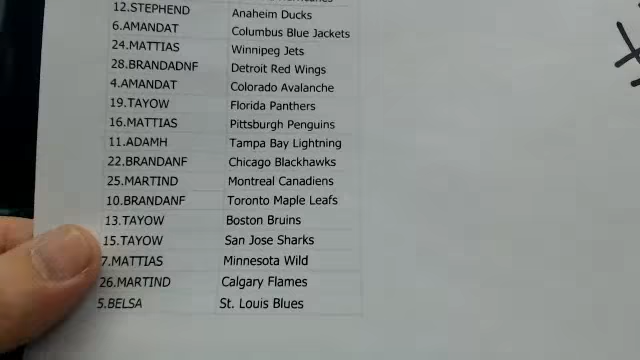 12.STEPHEND Anaheim Ducks
6.AMANDAT Columbus Blue Jackets
24.MATTIAS Winnipeg Jets
28.BRANDADNF Detroit Red Wings
4.AMANDAT Colorado Avalanche
19.TAYOW Florida Panthers
16.MATTIAS Pittsburgh Penguins
11.ADAMH Tampa Bay Lightning
22.BRANDANF Chicago Blackhawks
25.MARTIND Montreal Canadiens
10.BRANDANF Toronto Maple Leafs
13.TAYOW Boston Bruins
15.TAYOW San Jose Sharks
7.MATTIAS Minnesota Wild
26.MARTIND Calgary Flames
5.BELSA St. Louis Blues